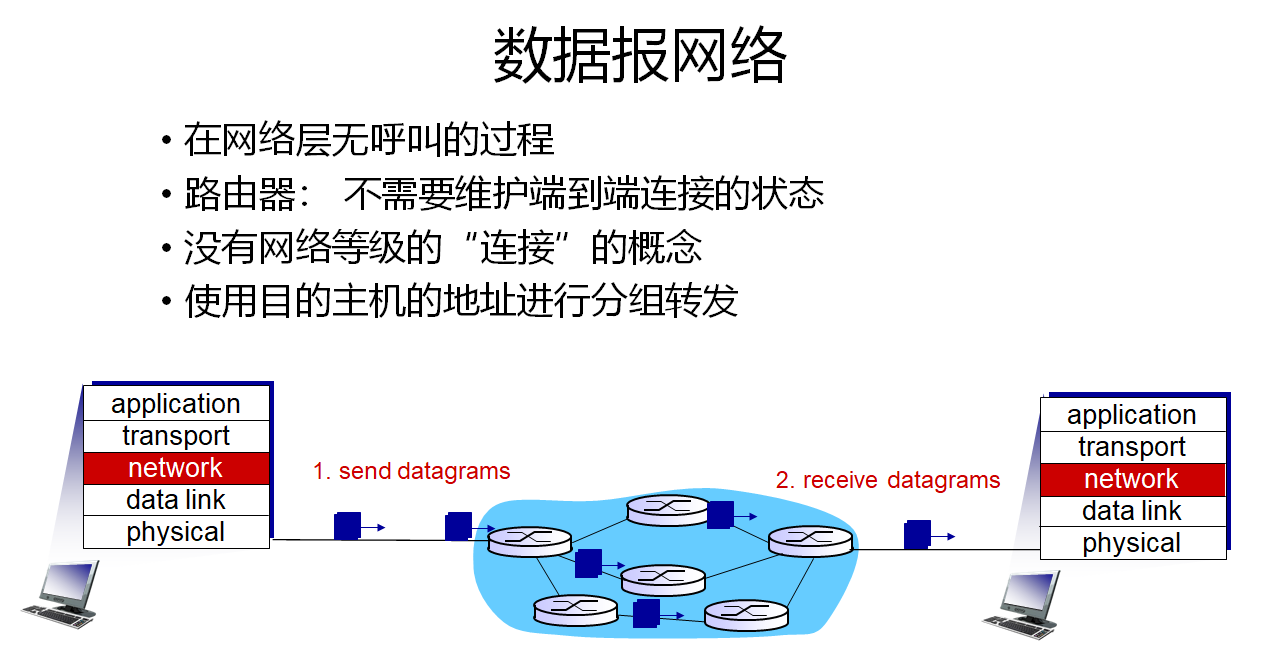 数据报网络
• 在网络层无呼叫的过程
• 路由器： 不需要维护端到端连接的状态
• 没有网络等级的“连接”的概念
• 使用目的主机的地址进行分组转发
application
transport
network
data link
physical
1. send datagrams
2. receive datagrams
application
transport
network
data link
physical